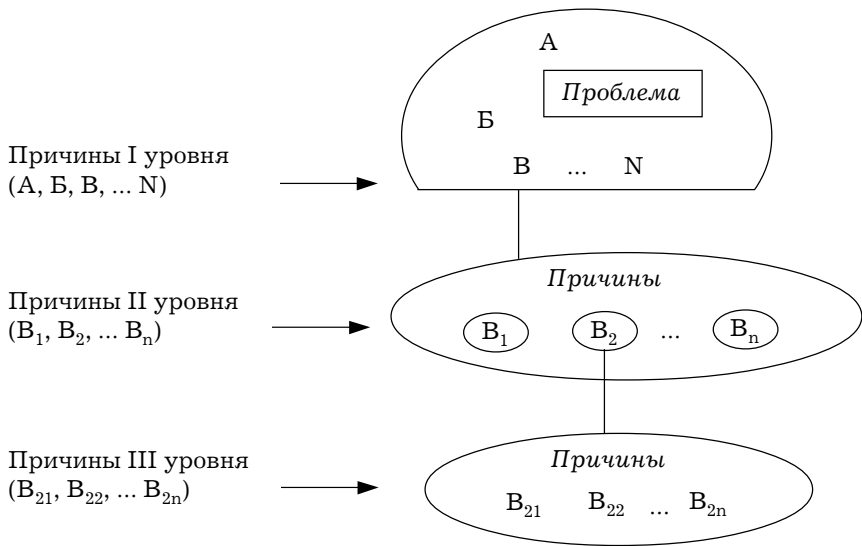 А
Проблема
Б
В ... N
Причины I уровня
(А, Б, В, ... N)
Причины
Причины II уровня
(В₁, В₂, ... Вₙ)
В₁ В₂ ... Вₙ
Причины III уровня
(В₂₁, В₂₂, ... В₂ₙ)
Причины
В₂₁ В₂₂ ... В₂ₙ